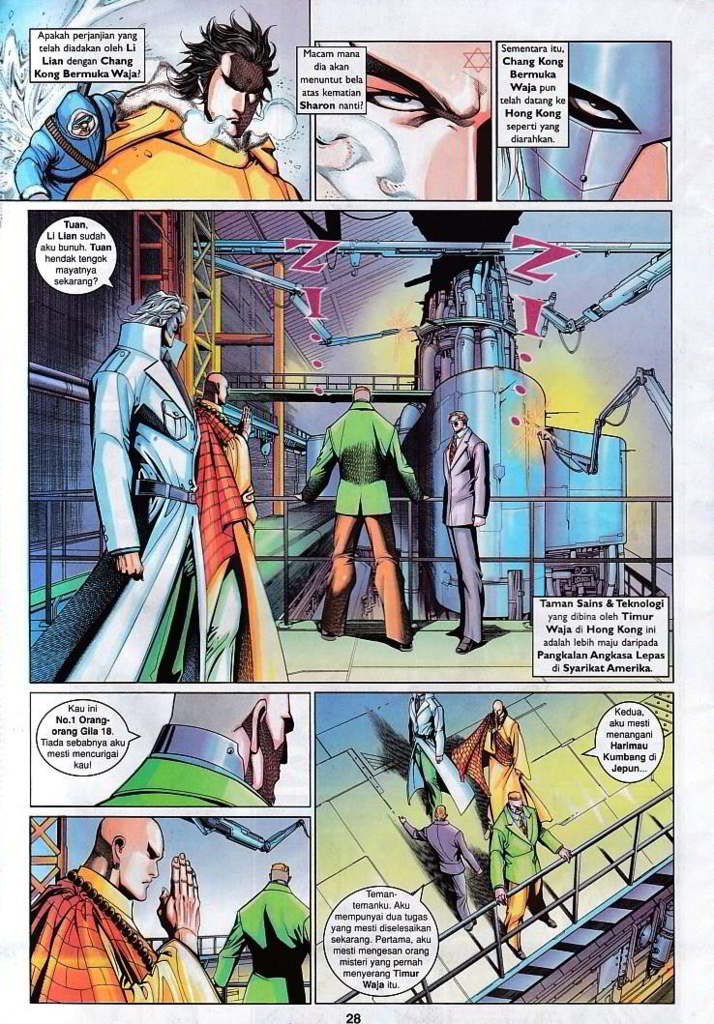 Apakah perjanjian yang
telah diadakan oleh Li
Lian dengan Chang
Kong Bermuka Waja?
Macam mana
dia akan
menuntut bela
atas kematian
Sharon nanti?
Sementara itu,
Chang Kong
Bermuka
Waja pun
telah datang ke
Hong Kong
seperti yang
diarahkan.
Tuan,
Li Lian sudah
aku bunuh. Tuan
hendak tengok
mayatnya
sekarang?
ZI...
ZI...
Taman Sains & Teknologi
yang dibina oleh Timur
Waja di Hong Kong ini
adalah lebih maju daripada
Pangkalan Angkasa Lepas
di Syarikat Amerika.
Kau ini
No.1 Orang-
orang Gila 18.
Tiada sebabnya aku
mesti mencurigai
kau!
Teman-
temanku. Aku
mempunyai dua tugas
yang mesti diselesaikan
sekarang. Pertama, aku
mesti mengesan orang
misteri yang pernah
menyerang Timur
Waja itu.
Kedua,
aku mesti
menangani
Harimau
Kumbang di
Jepun...
28